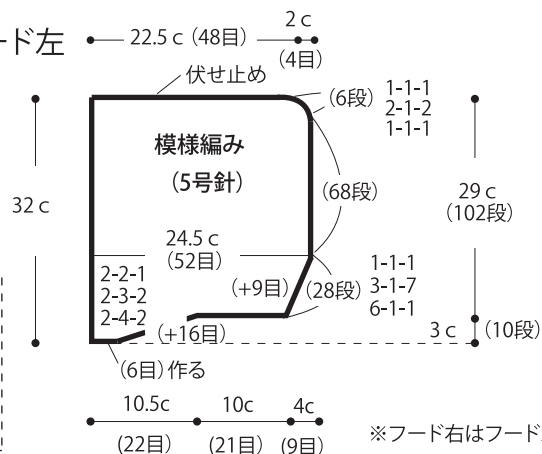 ード左
22.5 c (48目)
2 c
(4目)
伏せ止め
(6段)
1-1-1
2-1-2
1-1-1
模様編み
(5号針)
32 c
(68段)
29 c
(102段)
24.5 c
(52目)
2-2-1
2-3-2
2-4-2
(+9目)
(28段)
1-1-1
3-1-7
6-1-1
(+16目)
3 c
(10段)
(6目) 作る
10.5c
10c
4c
(22目)
(21目)
(9目)
※フード右はフード